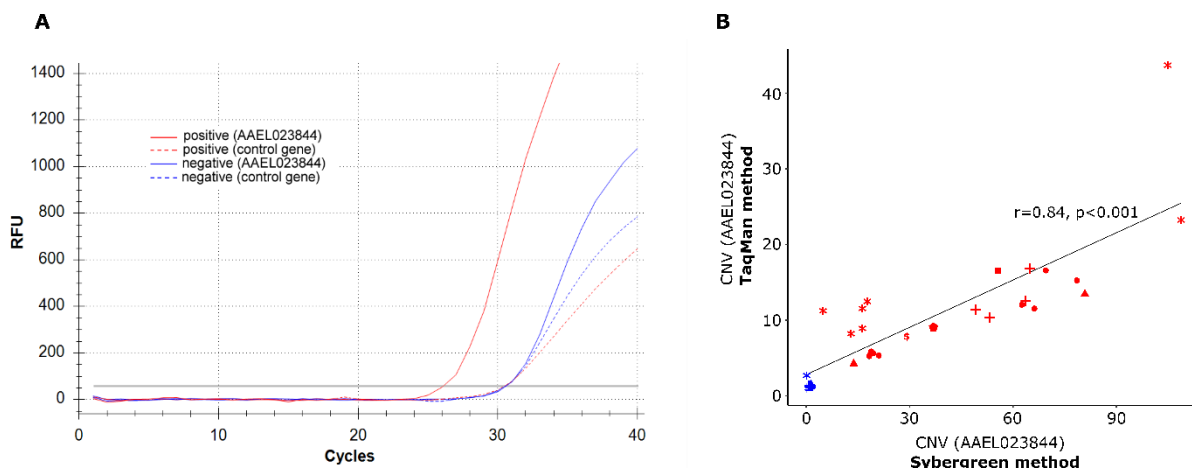 A
1400
1200
1000
800
600
400
200
0
RFU
positive (AAEL023844)
positive (control gene)
negative (AAEL023844)
negative (control gene)
0
10
20
30
40
Cycles
B
40
30
20
10
0
CNV (AAEL023844)
TaqMan method
r=0.84, p<0.001
0
30
60
90
CNV (AAEL023844)
Sybergreen method